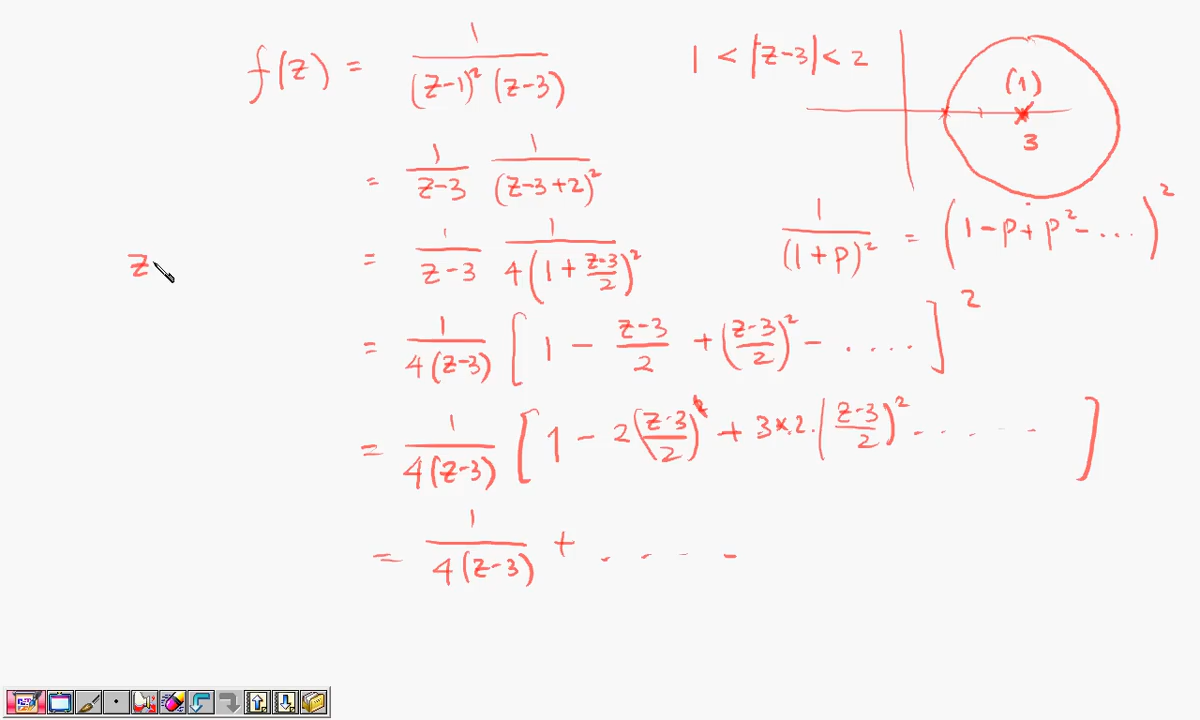 f(z) = 1/((z-1)² (z-3))
1 < |z-3| < 2
(1)
3
= 1/(z-3) 1/(z-3+2)²
1/(1+p)² = (1 - p + p² - ....)²
z
= 1/(z-3) 1/(4(1 + (z-3)/2)²)
= 1/(4(z-3)) [1 - (z-3)/2 + ((z-3)/2)² - .....]²
= 1/(4(z-3)) [1 - 2((z-3)/2) + 3×2.((z-3)/2)² ......]
= 1/(4(z-3)) + ....